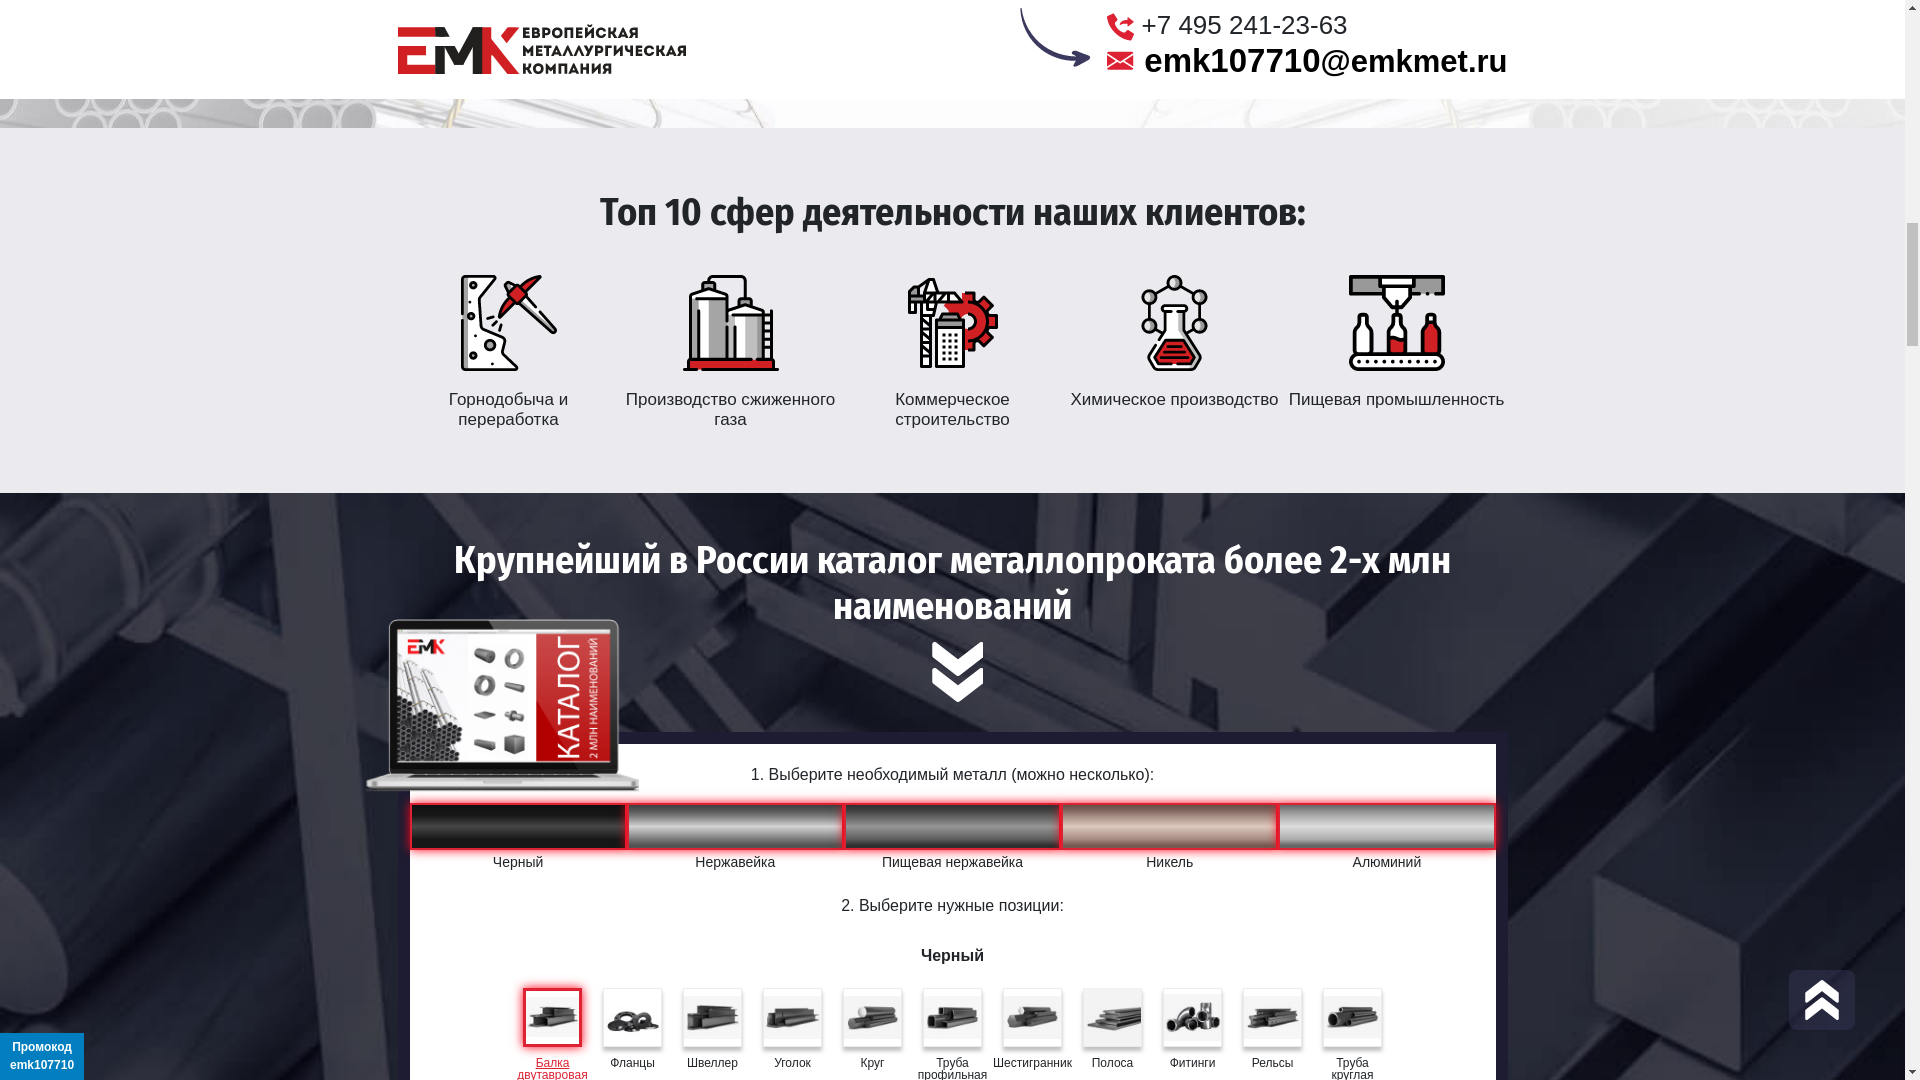 ЕМК ЕВРОПЕЙСКАЯ
МЕТАЛЛУРГИЧЕСКАЯ
КОМПАНИЯ
+7 495 241-23-63
emk107710@emkmet.ru
Топ 10 сфер деятельности наших клиентов:
Горнодобыча и
переработка
Производство сжиженного
газа
Коммерческое
строительство
Химическое производство
Пищевая промышленность
Крупнейший в России каталог металлопроката более 2-х млн
наименований
ЕМК
КАТАЛОГ
2 МЛН НАИМЕНОВАНИЙ
1. Выберите необходимый металл (можно несколько):
Черный
Нержавейка
Пищевая нержавейка
Никель
Алюминий
2. Выберите нужные позиции:
Черный
Балка
двутавровая
Фланцы
Швеллер
Уголок
Круг
Труба
профильная
Шестигранник
Полоса
Фитинги
Рельсы
Труба
круглая
Промокод
emk107710